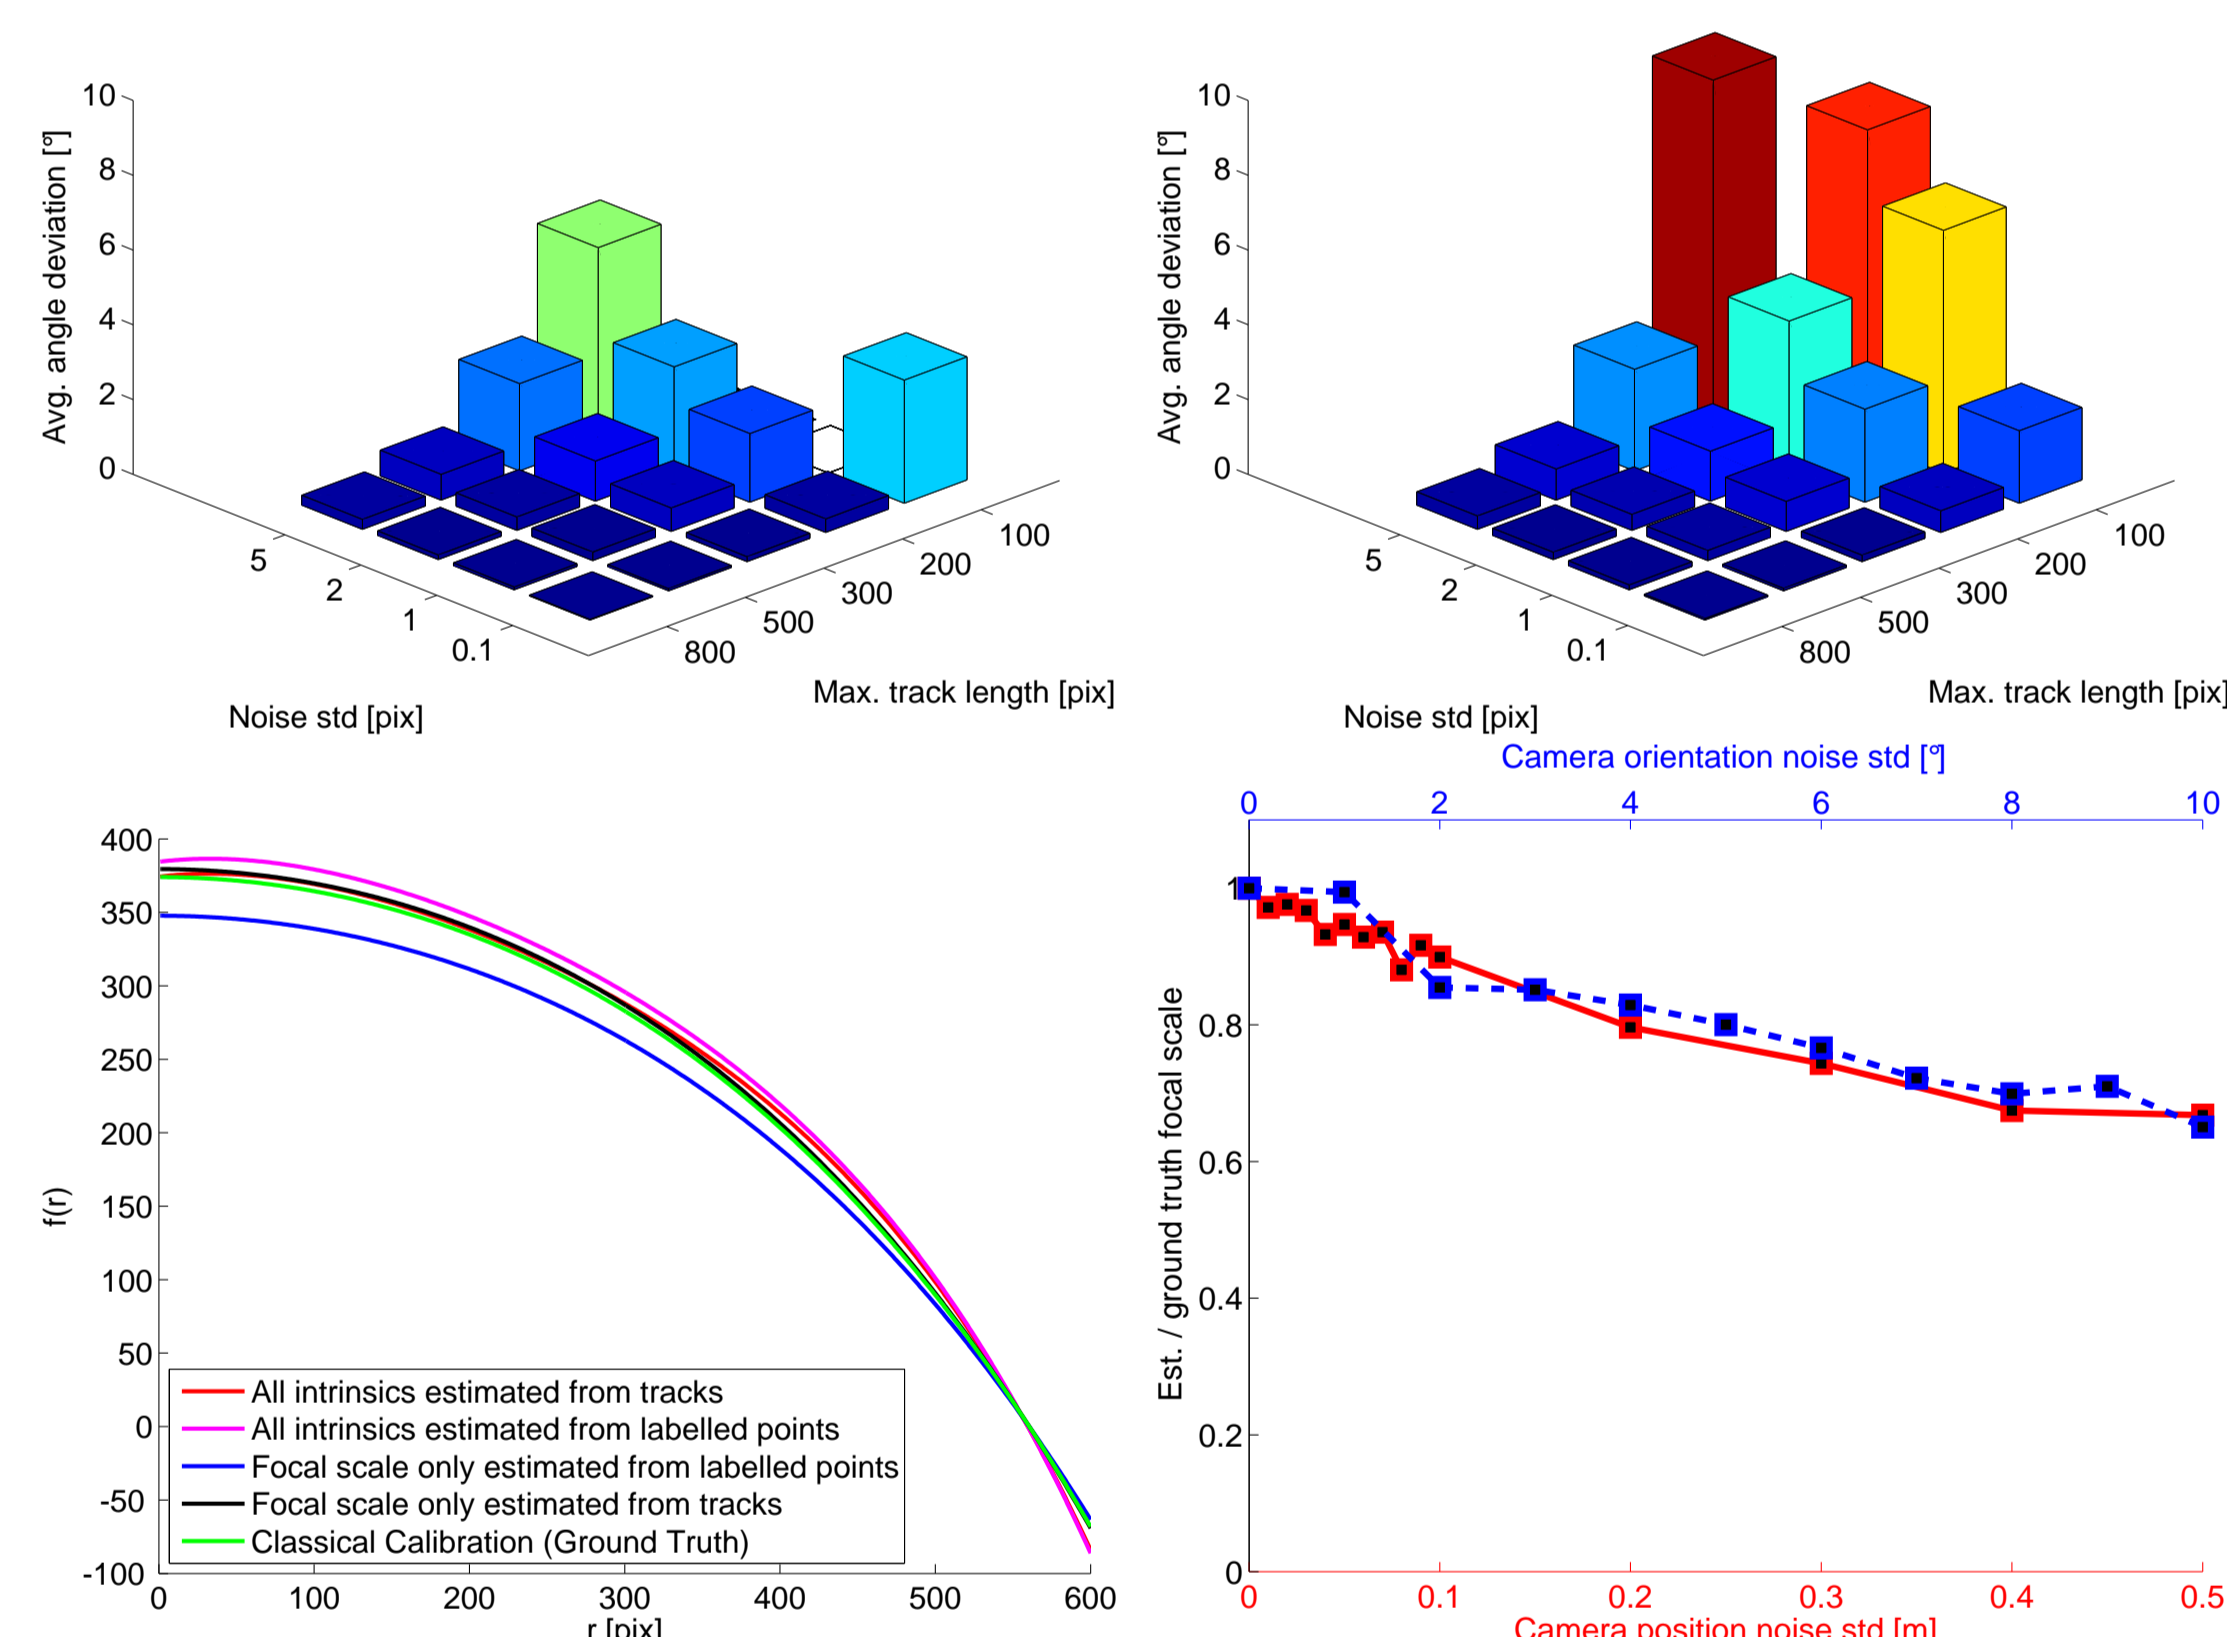 10
8
6
4
2
0
Avg. angle deviation [°]
5
2
1
0.1
Noise std [pix]
800
500
300
200
100
Max. track length [pix]
10
8
6
4
2
0
Avg. angle deviation [°]
5
2
1
0.1
Noise std [pix]
800
500
300
200
100
Max. track length [pix]
400
350
300
250
200
150
100
50
0
-50
-100
f(r)
All intrinsics estimated from tracks
All intrinsics estimated from labelled points
Focal scale only estimated from labelled points
Focal scale only estimated from tracks
Classical Calibration (Ground Truth)
0 100 200 300 400 500 600
r [pix]
Camera orientation noise std [°]
0 2 4 6 8 10
1
0.8
0.6
0.4
0.2
0
Est. / ground truth focal scale
0 0.1 0.2 0.3 0.4 0.5
Camera position noise std [m]